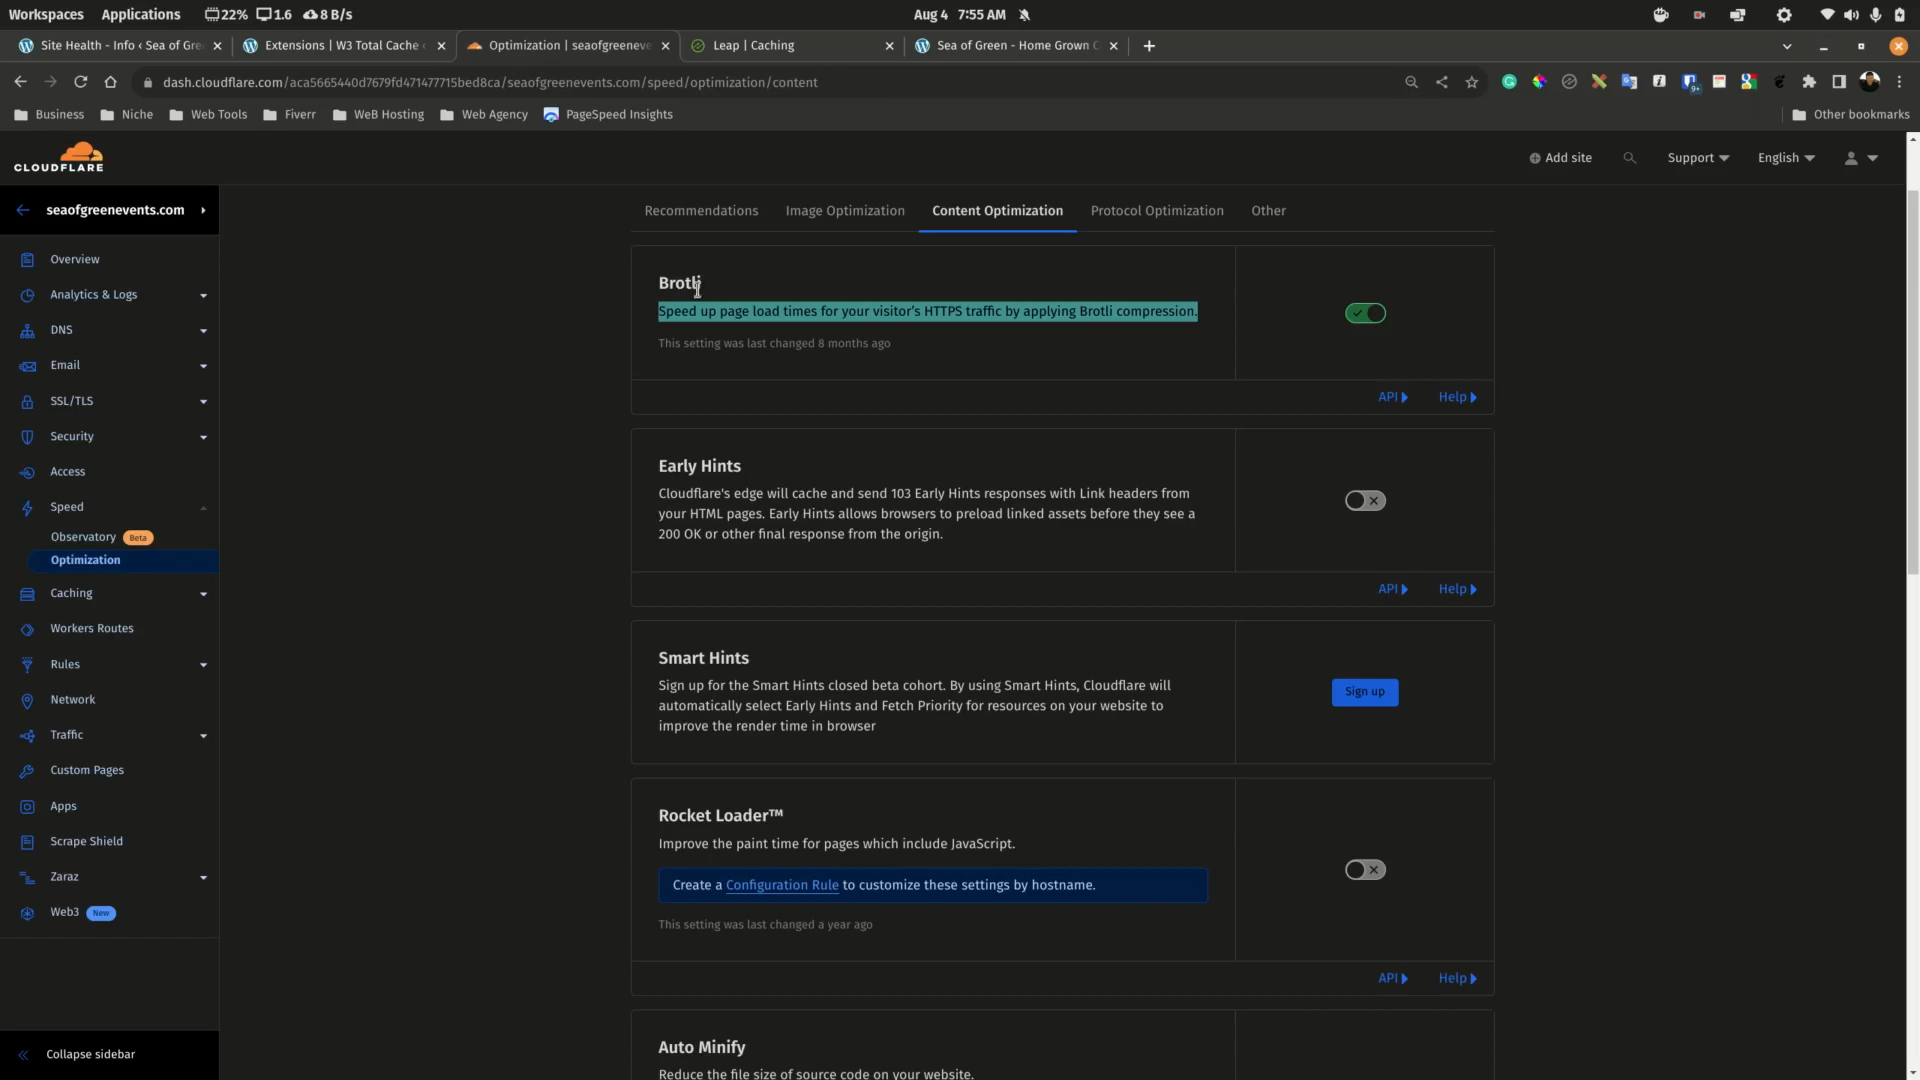 Workspaces Applications 22% 1.6 8 B/s Aug 4 7:55 AM
Site Health - Info ‹ Sea of Gre Extensions | W3 Total Cache ‹ Optimization | seaofgreeneve Leap | Caching Sea of Green - Home Grown C
dash.cloudflare.com/aca5665440d7679fd471477715bed8ca/seaofgreenevents.com/speed/optimization/content
Business Niche Web Tools Fiverr WeB Hosting Web Agency PageSpeed Insights Other bookmarks
CLOUDFLARE
Add site Support English
seaofgreenevents.com
Overview
Analytics & Logs
DNS
Email
SSL/TLS
Security
Access
Speed
Observatory Beta
Optimization
Caching
Workers Routes
Rules
Network
Traffic
Custom Pages
Apps
Scrape Shield
Zaraz
Web3 New
Collapse sidebar
Recommendations Image Optimization Content Optimization Protocol Optimization Other
Brotli
Speed up page load times for your visitor's HTTPS traffic by applying Brotli compression.
This setting was last changed 8 months ago
API Help
Early Hints
Cloudflare's edge will cache and send 103 Early Hints responses with Link headers from
your HTML pages. Early Hints allows browsers to preload linked assets before they see a
200 OK or other final response from the origin.
API Help
Smart Hints
Sign up for the Smart Hints closed beta cohort. By using Smart Hints, Cloudflare will
automatically select Early Hints and Fetch Priority for resources on your website to
improve the render time in browser
Sign up
Rocket Loader™
Improve the paint time for pages which include JavaScript.
Create a Configuration Rule to customize these settings by hostname.
This setting was last changed a year ago
API Help
Auto Minify
Reduce the file size of source code on your website.